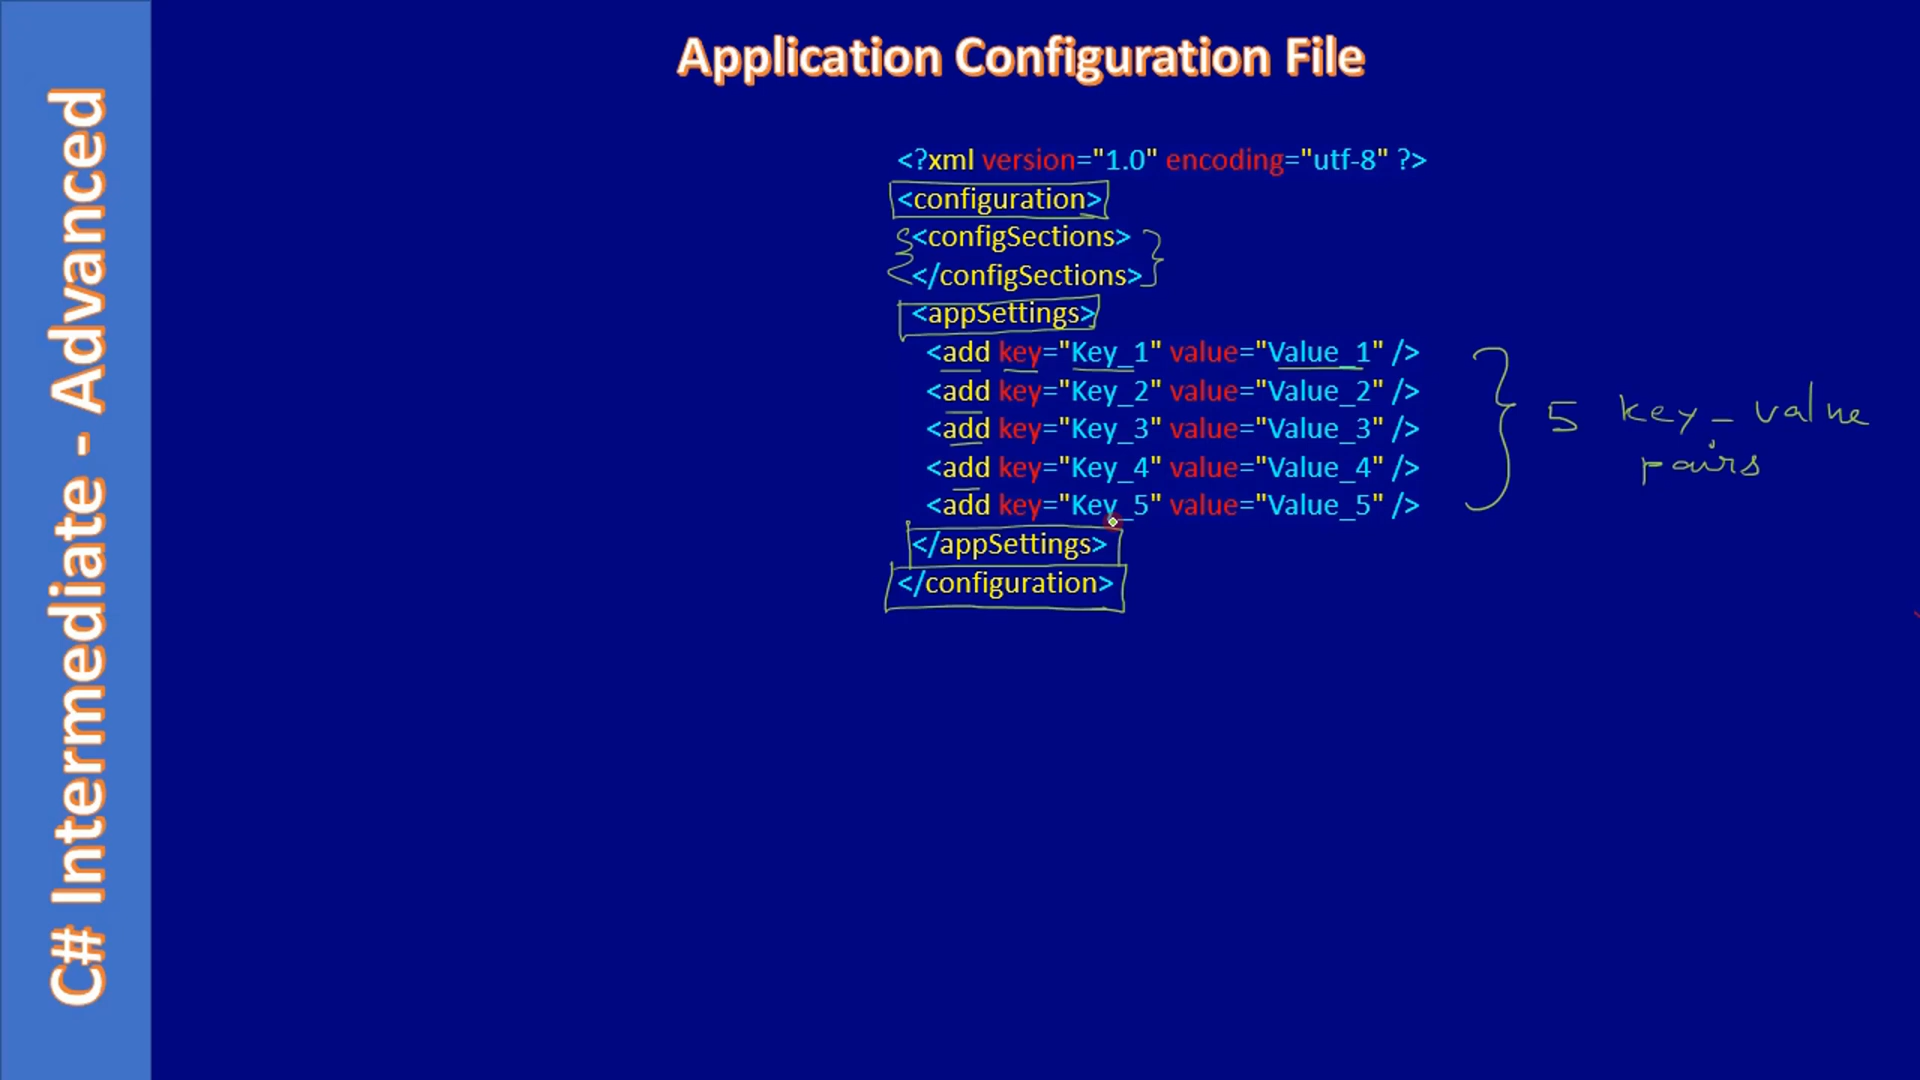 Application Configuration File
C# Intermediate - Advanced
<?xml version="1.0" encoding="utf-8" ?>
<configuration>
<configSections>
</configSections>
<appSettings>
<add key="Key_1" value="Value_1" />
<add key="Key_2" value="Value_2" />
<add key="Key_3" value="Value_3" />
<add key="Key_4" value="Value_4" />
<add key="Key_5" value="Value_5" />
</appSettings>
</configuration>
5 key-value
pairs